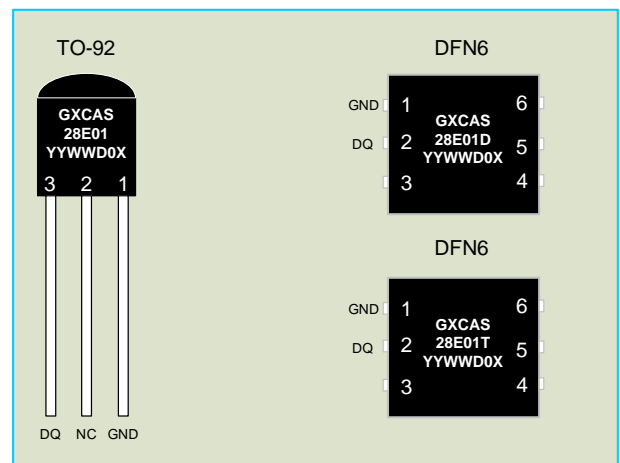 TO-92
GXCAS
28E01
YYWWD0X
3 2 1
DQ NC GND
DFN6
GND 1 6
GXCAS
DQ 2 28E01D 5
YYWWD0X
3 4
DFN6
GND 1 6
GXCAS
DQ 2 28E01T 5
YYWWD0X
3 4